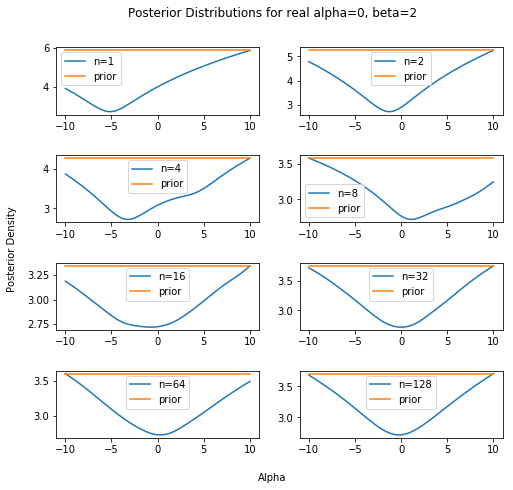 Posterior Distributions for real alpha=0, beta=2
6
4
n=1
prior
−10 −5 0 5 10
5
4
3
n=2
prior
−10 −5 0 5 10
4
3
n=4
prior
−10 −5 0 5 10
3.5
3.0
n=8
prior
−10 −5 0 5 10
Posterior Density
3.25
3.00
2.75
n=16
prior
−10 −5 0 5 10
3.5
3.0
n=32
prior
−10 −5 0 5 10
3.5
3.0
n=64
prior
−10 −5 0 5 10
3.5
3.0
n=128
prior
−10 −5 0 5 10
Alpha